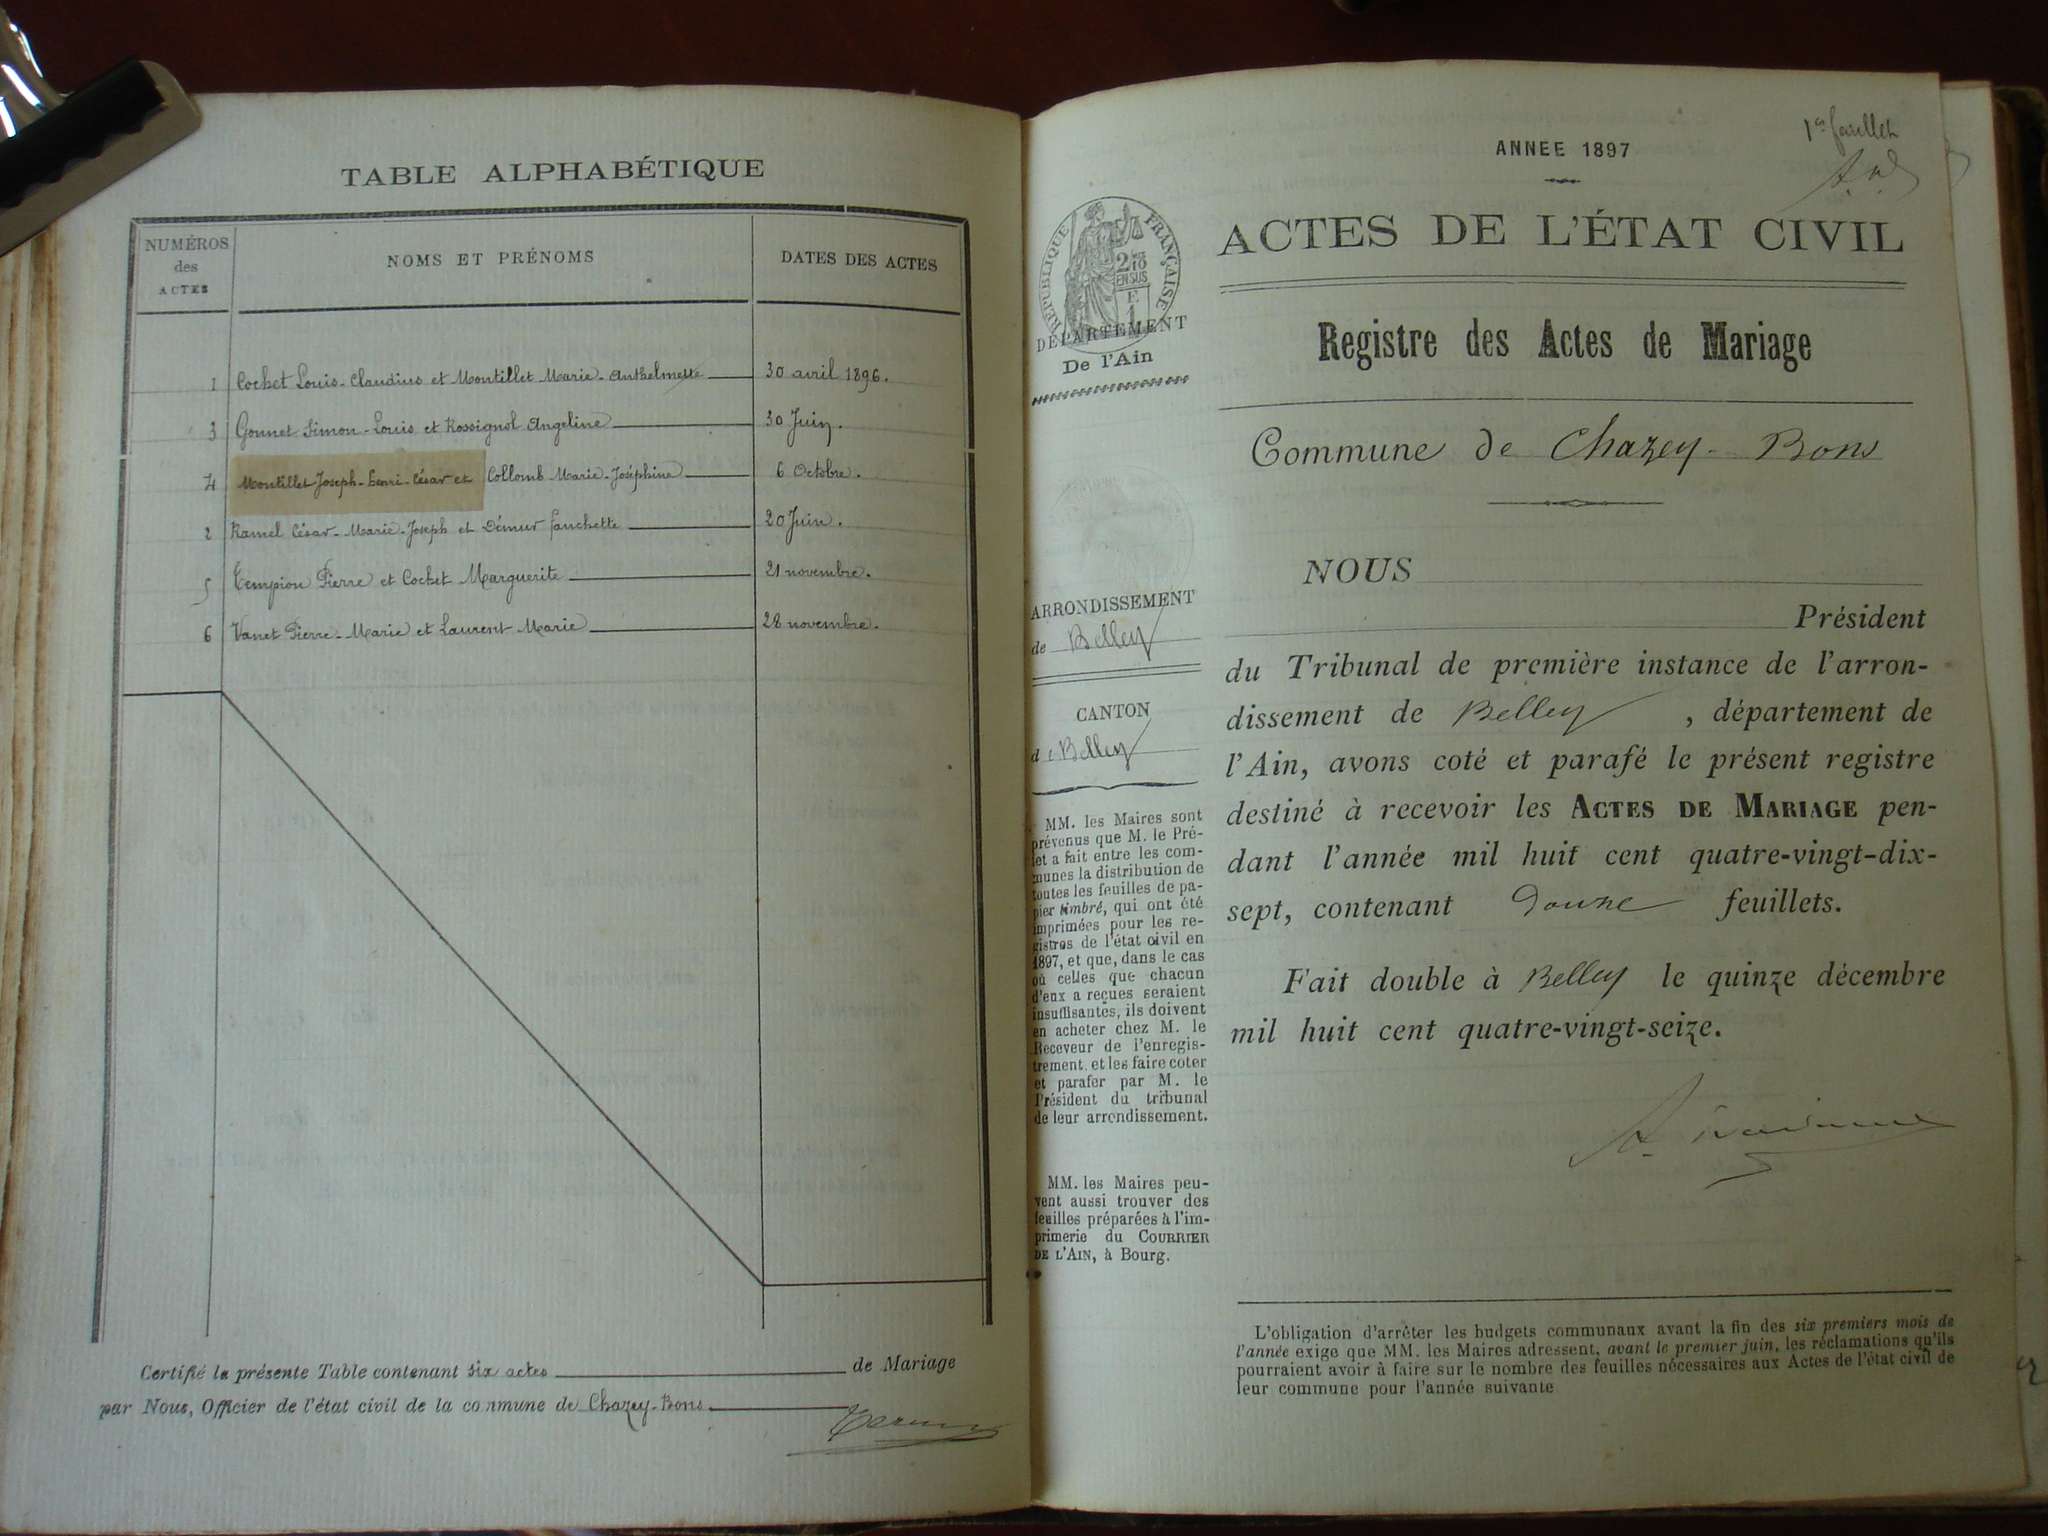 TABLE ALPHABÉTIQUE
NUMÉROS des ACTES
NOMS ET PRÉNOMS
DATES DES ACTES
1 Cochet Louis-Claudius et Montillet Marie-Anthelmette 30 avril 1896.
3 Gonnet Simon-Louis et Rossignol Angeline 30 Juin.
4 Montillet Joseph-henri-César et Collomb Marie-Joséphine 6 Octobre.
2 Ramel César-Marie-Joseph et Démur fanchette 20 Juin.
5 Tempion Pierre et Cochet Marguerite 21 novembre.
6 Vanet Pierre-Marie et Laurent Marie 28 novembre.
Certifié la présente Table contenant six actes de Mariage
par Nous, Officier de l'état civil de la commune de Chazey-Bons
1er feuillet
ANNEE 1897
RÉPUBLIQUE FRANÇAISE
2/10 EN SUS
E
1
DÉPARTEMENT
De l'Ain
ACTES DE L'ÉTAT CIVIL
Registre des Actes de Mariage
Commune de Chazey-Bons
ARRONDISSEMENT
de Belley
CANTON
d e Belley
MM. les Maires sont
prévenus que M. le Pré-
fet a fait entre les com-
munes la distribution de
toutes les feuilles de pa-
pier timbré, qui ont été
imprimées pour les re-
gistres de l'état civil en
1897, et que, dans le cas
où celles que chacun
d'eux a reçues seraient
insuffisantes, ils doivent
en acheter chez M. le
Receveur de l'enregis-
trement, et les faire coter
et parafer par M. le
Président du tribunal
de leur arrondissement.
MM. les Maires peu-
vent aussi trouver des
feuilles préparées à l'im-
primerie du COURRIER
DE L'AIN, à Bourg.
NOUS
Président
du Tribunal de première instance de l'arron-
dissement de Belley, département de
l'Ain, avons coté et parafé le présent registre
destiné à recevoir les ACTES DE MARIAGE pen-
dant l'année mil huit cent quatre-vingt-dix-
sept, contenant douze feuillets.
Fait double à Belley le quinze décembre
mil huit cent quatre-vingt-seize.
L'obligation d'arrêter les budgets communaux avant la fin des six premiers mois de
l'année exige que MM. les Maires adressent, avant le premier juin, les réclamations qu'ils
pourraient avoir à faire sur le nombre des feuilles nécessaires aux Actes de l'état civil de
leur commune pour l'année suivante